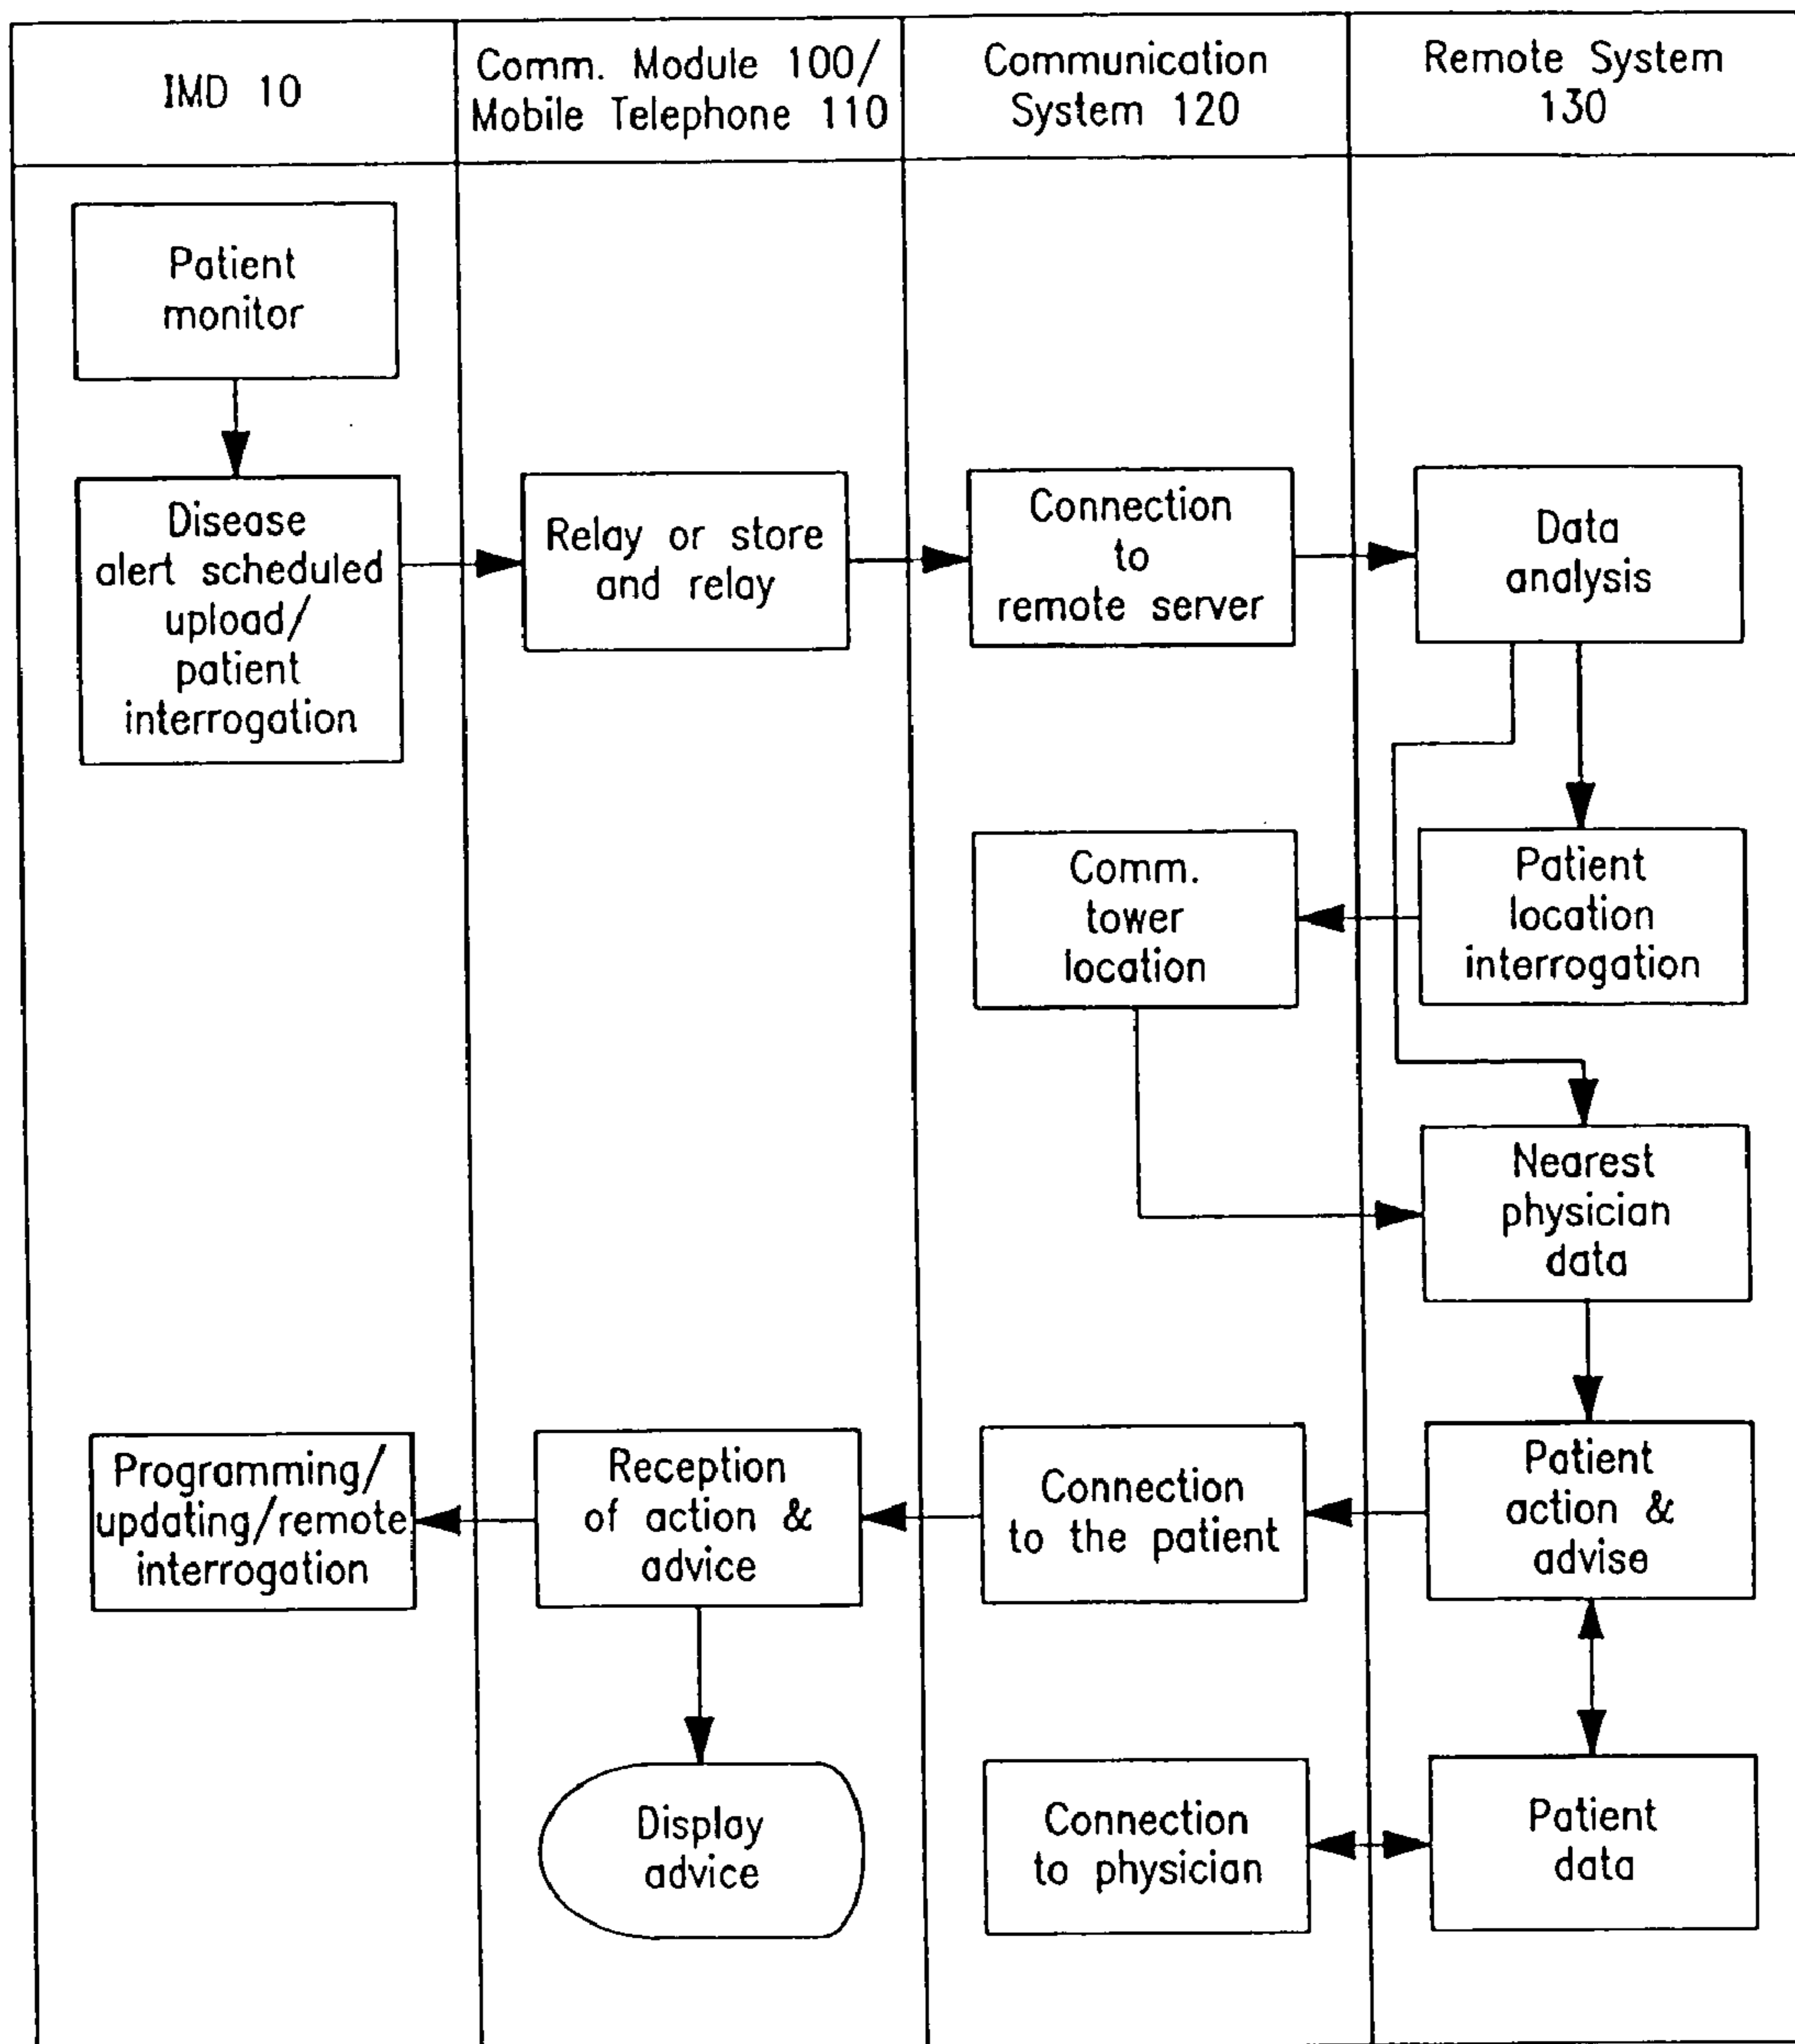 IMD 10
Comm. Module 100/
Mobile Telephone 110
Communication
System 120
Remote System
130
Patient
monitor
Disease
alert scheduled
upload/
patient
interrogation
Relay or store
and relay
Connection
to
remote server
Data
analysis
Comm.
tower
location
Patient
location
interrogation
Nearest
physician
data
Programming/
updating/remote
interrogation
Reception
of action &
advice
Connection
to the patient
Patient
action &
advise
Display
advice
Connection
to physician
Patient
data